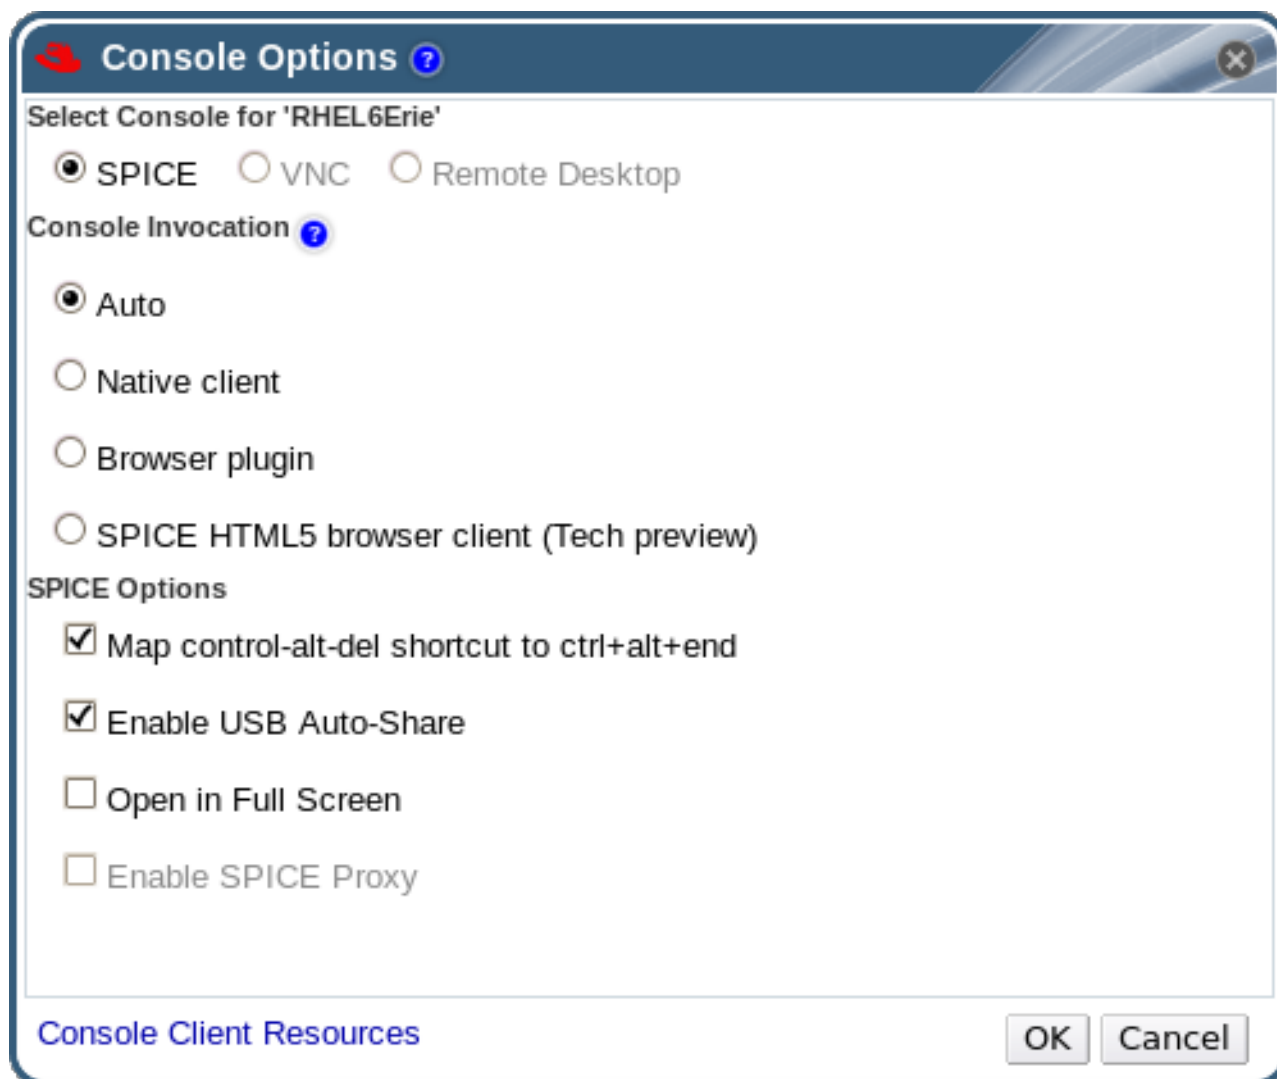 Console Options ?
Select Console for 'RHEL6Erie'
SPICE VNC Remote Desktop
Console Invocation ?
Auto
Native client
Browser plugin
SPICE HTML5 browser client (Tech preview)
SPICE Options
Map control-alt-del shortcut to ctrl+alt+end
Enable USB Auto-Share
Open in Full Screen
Enable SPICE Proxy
Console Client Resources OK Cancel